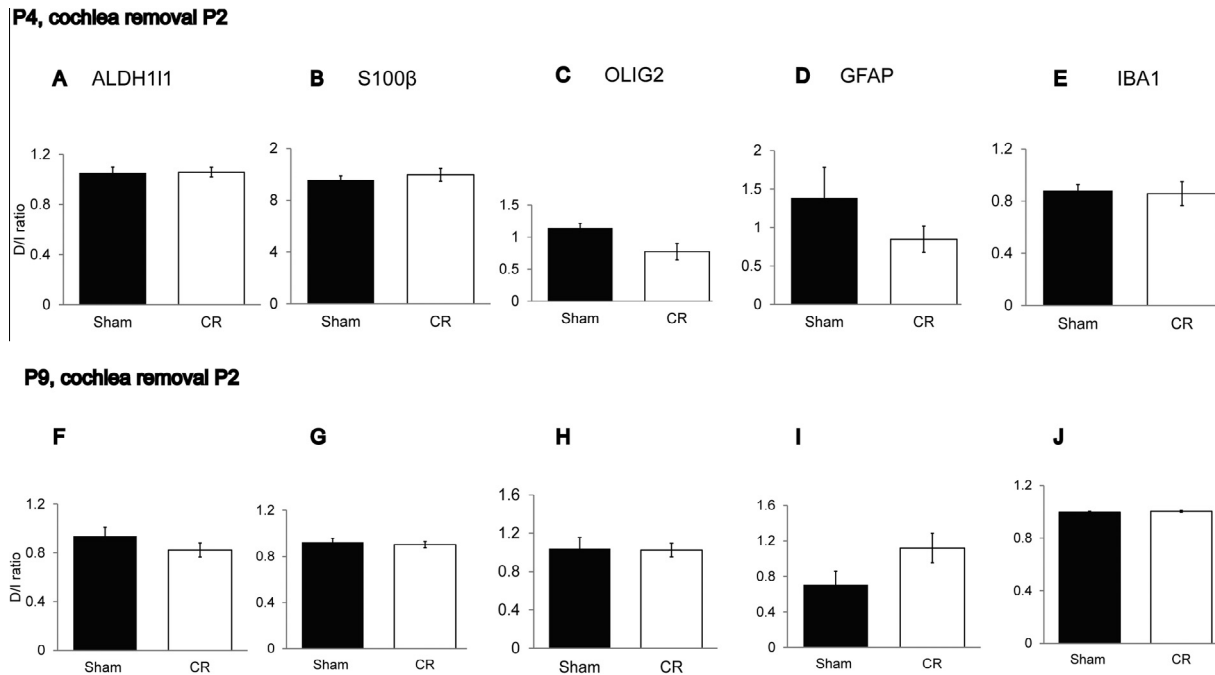 P4, cochlea removal P2
A ALDH1l1
B S100β
C OLIG2
D GFAP
E IBA1
D/I ratio
1.2
1.0
0.4
0
Sham CR
2
9
4
0
Sham CR
1.5
1
0.5
0
Sham CR
2
1.5
1
0.5
0
Sham CR
1.2
0.8
0.4
0
Sham CR
P9, cochlea removal P2
F
G
H
I
J
D/I ratio
1.2
0.8
0.4
0
Sham CR
1.2
0.8
0.4
0
Sham CR
1.6
1.2
0.8
0.4
0
Sham CR
1.6
1.2
0.8
0.4
0
Sham CR
1.2
0.8
0.4
0
Sham CR